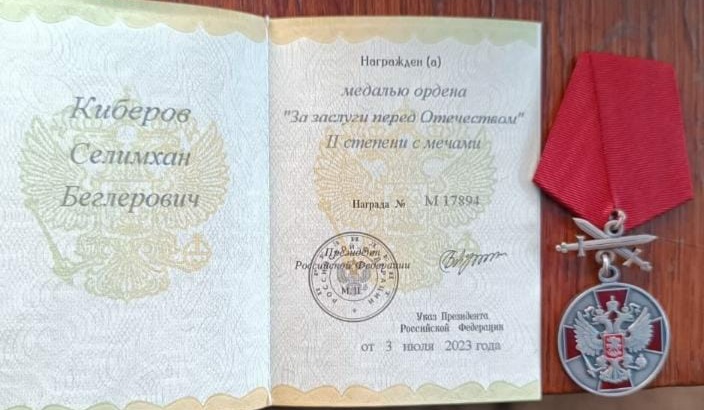 Киберов
Селимхан
Беглерович
Награжден (а)
медалью ордена
"За заслуги перед Отечеством"
II степени с мечами
Награда № М 17894
Президент
Российской Федерации
М.П.
Указ Президента
Российской Федерации
от 3 июля 2023 года